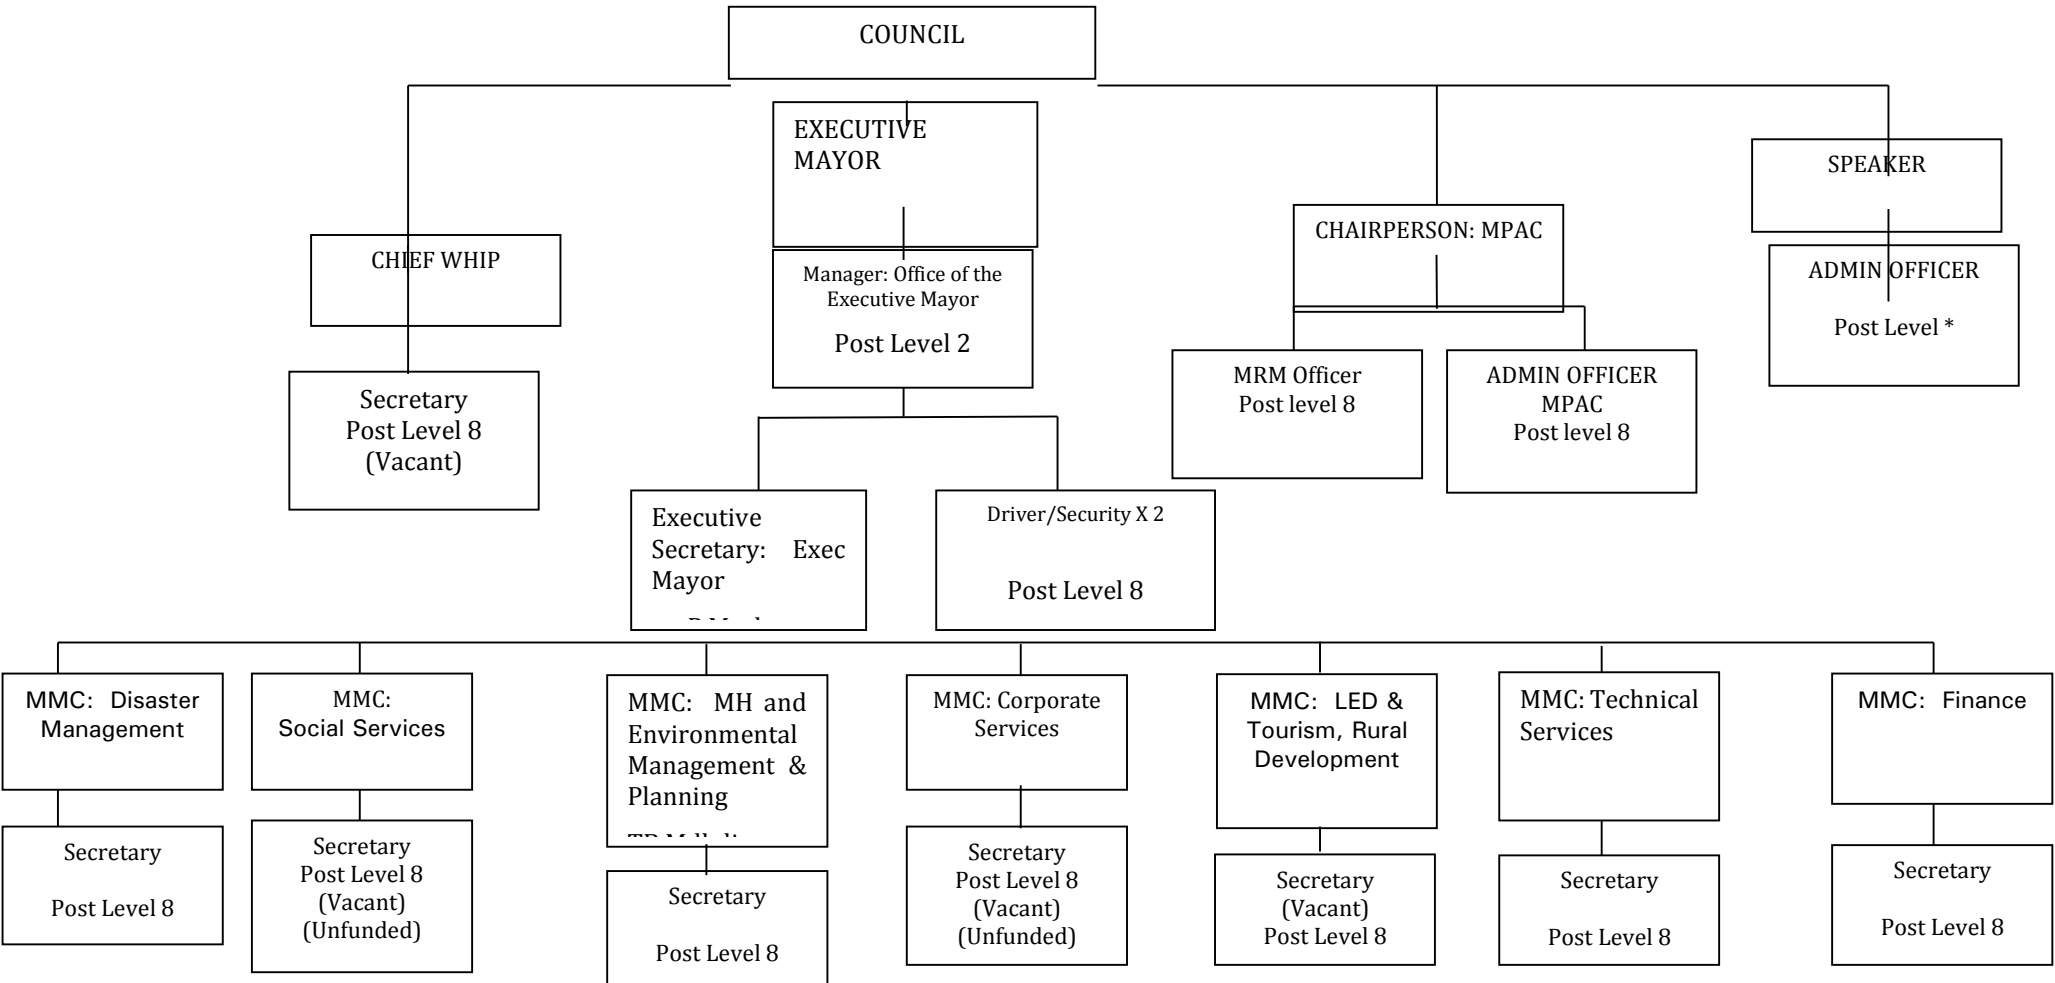 COUNCIL
EXECUTIVE
MAYOR
SPEAKER
CHAIRPERSON: MPAC
CHIEF WHIP
Manager: Office of the
Executive Mayor
Post Level 2
ADMIN OFFICER
Post Level *
MRM Officer
Post level 8
ADMIN OFFICER
MPAC
Post level 8
Secretary
Post Level 8
(Vacant)
Executive
Secretary: Exec
Mayor
Driver/Security X 2
Post Level 8
MMC: Disaster
Management
MMC:
Social Services
MMC: MH and
Environmental
Management &
Planning
MMC: Corporate
Services
MMC: LED &
Tourism, Rural
Development
MMC: Technical
Services
MMC: Finance
Secretary
Post Level 8
Secretary
Post Level 8
(Vacant)
(Unfunded)
Secretary
Post Level 8
Secretary
Post Level 8
(Vacant)
(Unfunded)
Secretary
(Vacant)
Post Level 8
Secretary
Post Level 8
Secretary
Post Level 8